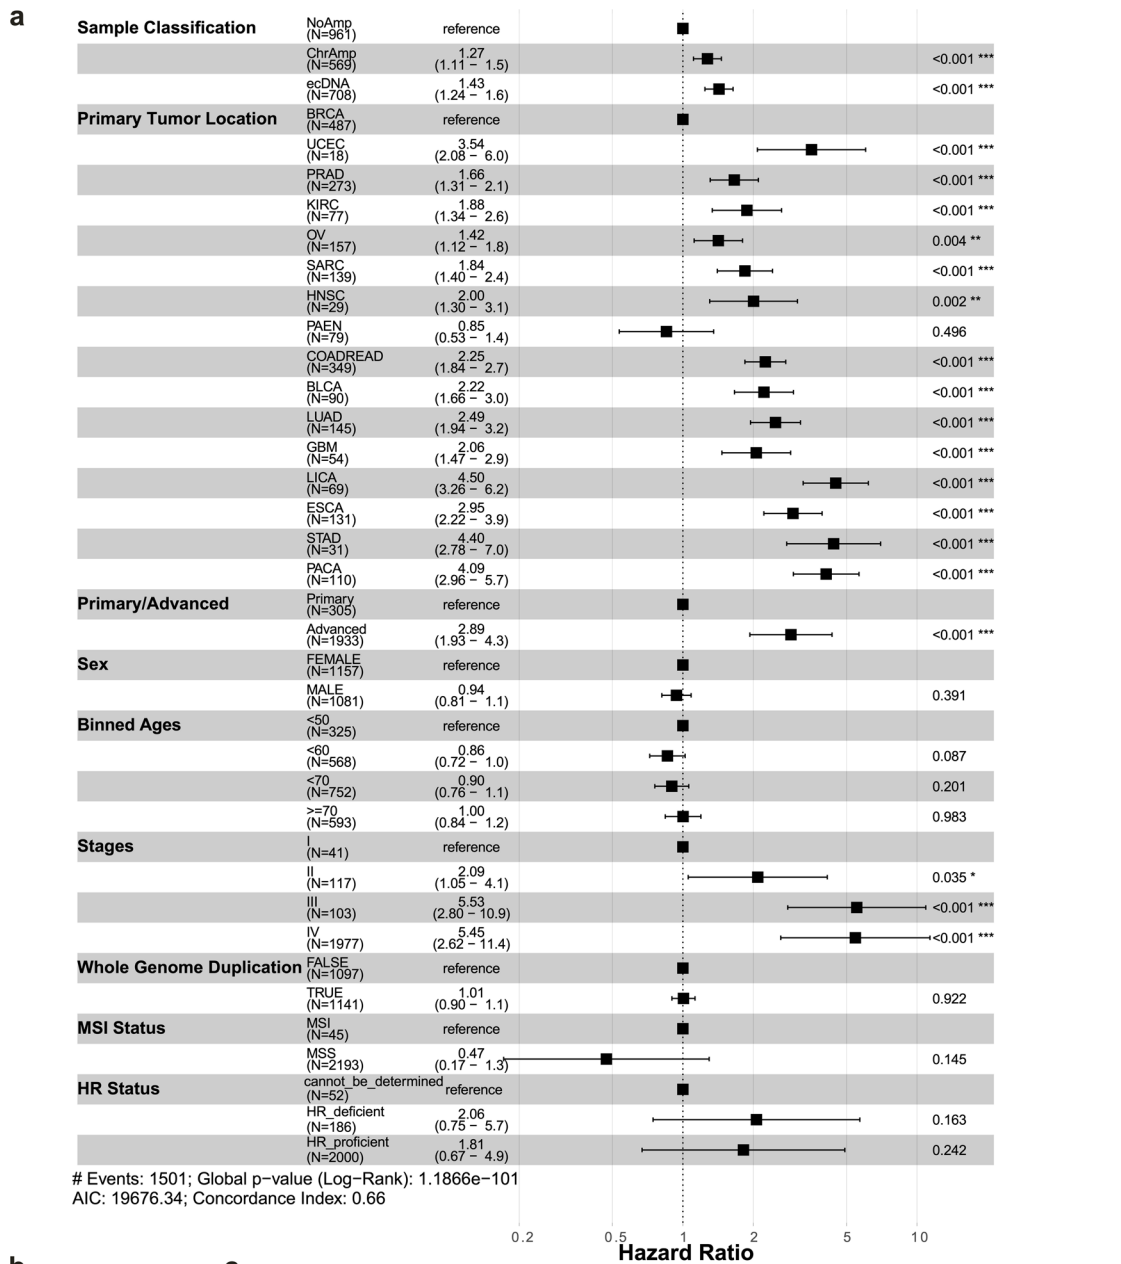 a
Sample Classification NoAmp (N=961) reference
ChrAmp (N=569) 1.27 (1.11 − 1.5) <0.001 ***
ecDNA (N=708) 1.43 (1.24 − 1.6) <0.001 ***
Primary Tumor Location BRCA (N=487) reference
UCEC (N=18) 3.54 (2.08 − 6.0) <0.001 ***
PRAD (N=273) 1.66 (1.31 − 2.1) <0.001 ***
KIRC (N=77) 1.88 (1.34 − 2.6) <0.001 ***
OV (N=157) 1.42 (1.12 − 1.8) 0.004 **
SARC (N=139) 1.84 (1.40 − 2.4) <0.001 ***
HNSC (N=29) 2.00 (1.30 − 3.1) 0.002 **
PAEN (N=79) 0.85 (0.53 − 1.4) 0.496
COADREAD (N=349) 2.25 (1.84 − 2.7) <0.001 ***
BLCA (N=90) 2.22 (1.66 − 3.0) <0.001 ***
LUAD (N=145) 2.49 (1.94 − 3.2) <0.001 ***
GBM (N=54) 2.06 (1.47 − 2.9) <0.001 ***
LICA (N=69) 4.50 (3.26 − 6.2) <0.001 ***
ESCA (N=131) 2.95 (2.22 − 3.9) <0.001 ***
STAD (N=31) 4.40 (2.78 − 7.0) <0.001 ***
PACA (N=110) 4.09 (2.96 − 5.7) <0.001 ***
Primary/Advanced Primary (N=305) reference
Advanced (N=1933) 2.89 (1.93 − 4.3) <0.001 ***
Sex FEMALE (N=1157) reference
MALE (N=1081) 0.94 (0.81 − 1.1) 0.391
Binned Ages <50 (N=325) reference
<60 (N=568) 0.86 (0.72 − 1.0) 0.087
<70 (N=752) 0.90 (0.76 − 1.1) 0.201
>=70 (N=593) 1.00 (0.84 − 1.2) 0.983
Stages I (N=41) reference
II (N=117) 2.09 (1.05 − 4.1) 0.035 *
III (N=103) 5.53 (2.80 − 10.9) <0.001 ***
IV (N=1977) 5.45 (2.62 − 11.4) <0.001 ***
Whole Genome Duplication FALSE (N=1097) reference
TRUE (N=1141) 1.01 (0.90 − 1.1) 0.922
MSI Status MSI (N=45) reference
MSS (N=2193) 0.47 (0.17 − 1.3) 0.145
HR Status cannot_be_determined (N=52) reference
HR_deficient (N=186) 2.06 (0.75 − 5.7) 0.163
HR_proficient (N=2000) 1.81 (0.67 − 4.9) 0.242
# Events: 1501; Global p−value (Log−Rank): 1.1866e−101
AIC: 19676.34; Concordance Index: 0.66
0.2 0.5 1 2 5 10
Hazard Ratio